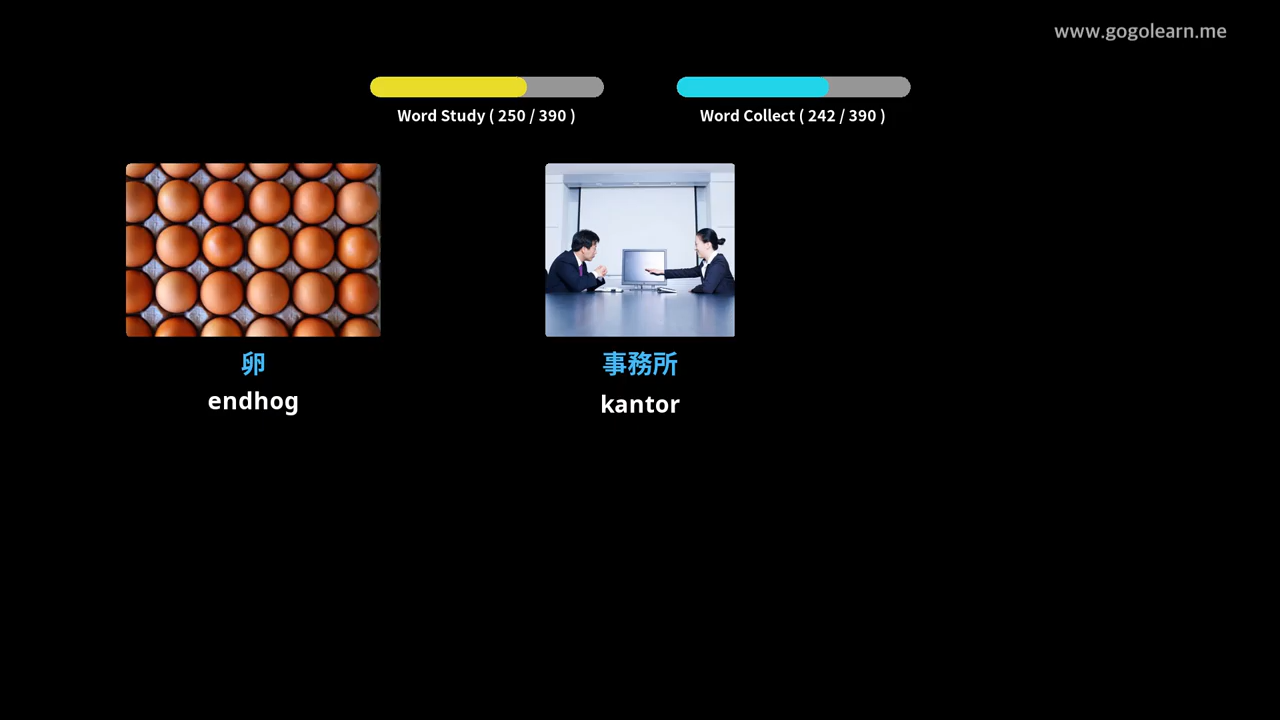 www.gogolearn.me
Word Study ( 250 / 390 )
Word Collect ( 242 / 390 )
卵
endhog
事務所
kantor